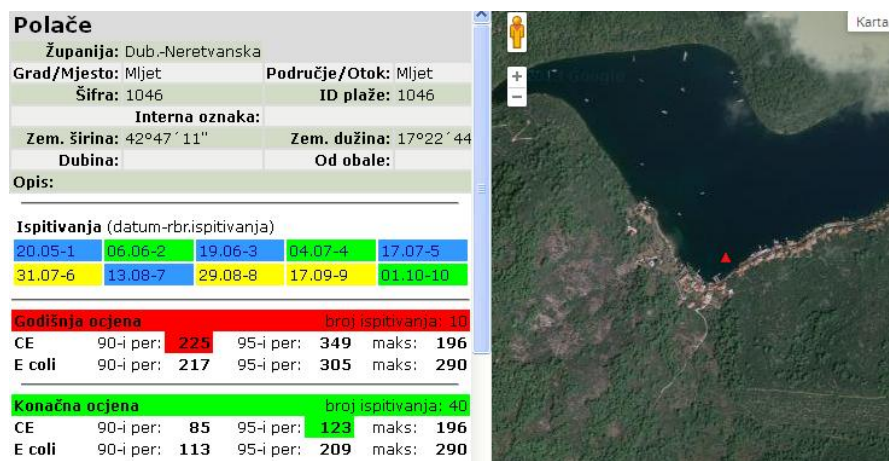 Polače
Županija: Dub.-Neretvanska
Grad/Mjesto: Mljet Područje/Otok: Mljet
Šifra: 1046 ID plaže: 1046
Interna oznaka:
Zem. širina: 42°47´11" Zem. dužina: 17°22´44
Dubina: Od obale:
Opis:
Ispitivanja (datum-rbr.ispitivanja)
20.05-1 06.06-2 19.06-3 04.07-4 17.07-5
31.07-6 13.08-7 29.08-8 17.09-9 01.10-10
Godišnja ocjena broj ispitivanja: 10
CE 90-i per: 225 95-i per: 349 maks: 196
E coli 90-i per: 217 95-i per: 305 maks: 290
Konačna ocjena broj ispitivanja: 40
CE 90-i per: 85 95-i per: 123 maks: 196
E coli 90-i per: 113 95-i per: 209 maks: 290
Karta
+
−